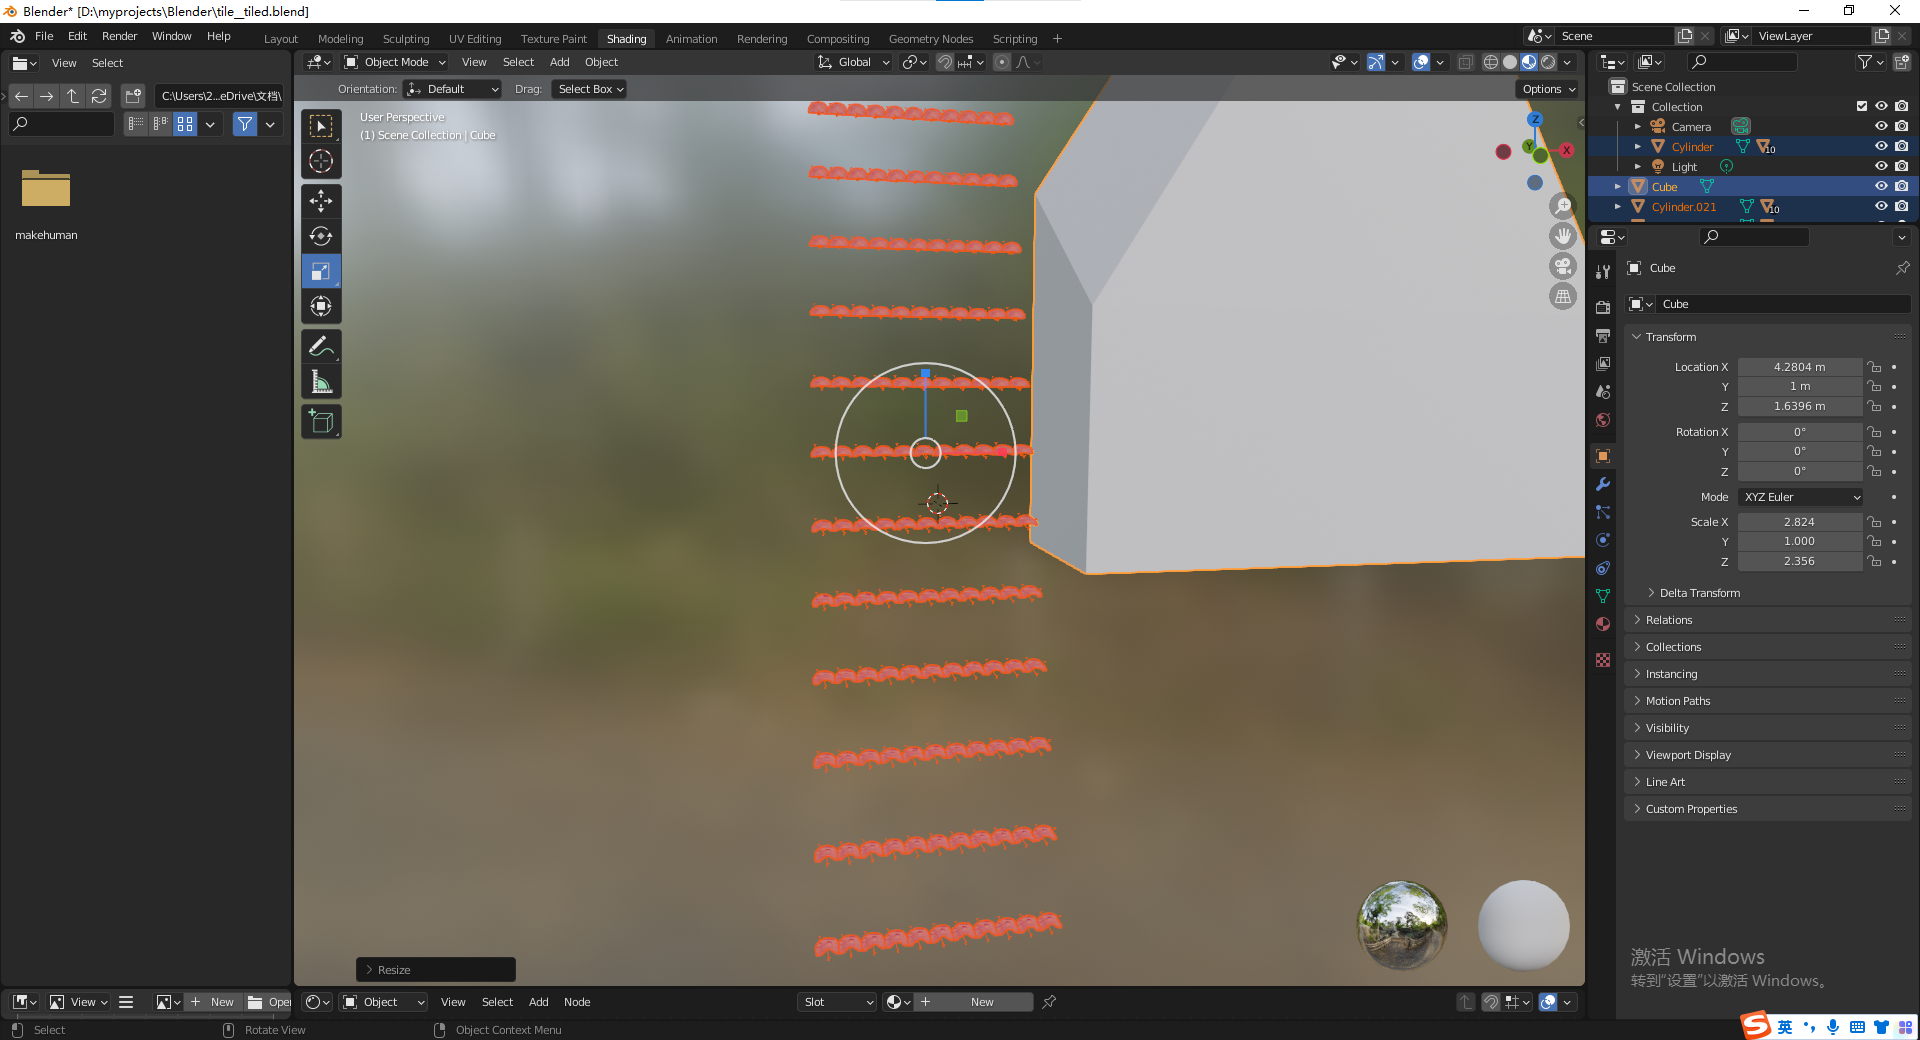 Blender* [D:\myprojects\Blender\tile__tiled.blend]
File Edit Render Window Help
Layout Modeling Sculpting UV Editing Texture Paint Shading Animation Rendering Compositing Geometry Nodes Scripting +
Scene
ViewLayer
View Select
Object Mode View Select Add Object
Global
C:\Users\2...eDrive\文档\
Orientation: Default Drag: Select Box
Options
makehuman
User Perspective
(1) Scene Collection | Cube
Z
Y
X
Resize
Scene Collection
Collection
Camera
Cylinder 10
Light
Cube
Cylinder.021 10
Cube
Cube
Transform
Location X 4.2804 m
Y 1 m
Z 1.6396 m
Rotation X 0°
Y 0°
Z 0°
Mode XYZ Euler
Scale X 2.824
Y 1.000
Z 2.356
Delta Transform
Relations
Collections
Instancing
Motion Paths
Visibility
Viewport Display
Line Art
Custom Properties
激活 Windows
转到“设置”以激活 Windows。
View + New Open
Object View Select Add Node
Slot + New
Select Rotate View Object Context Menu
S 英